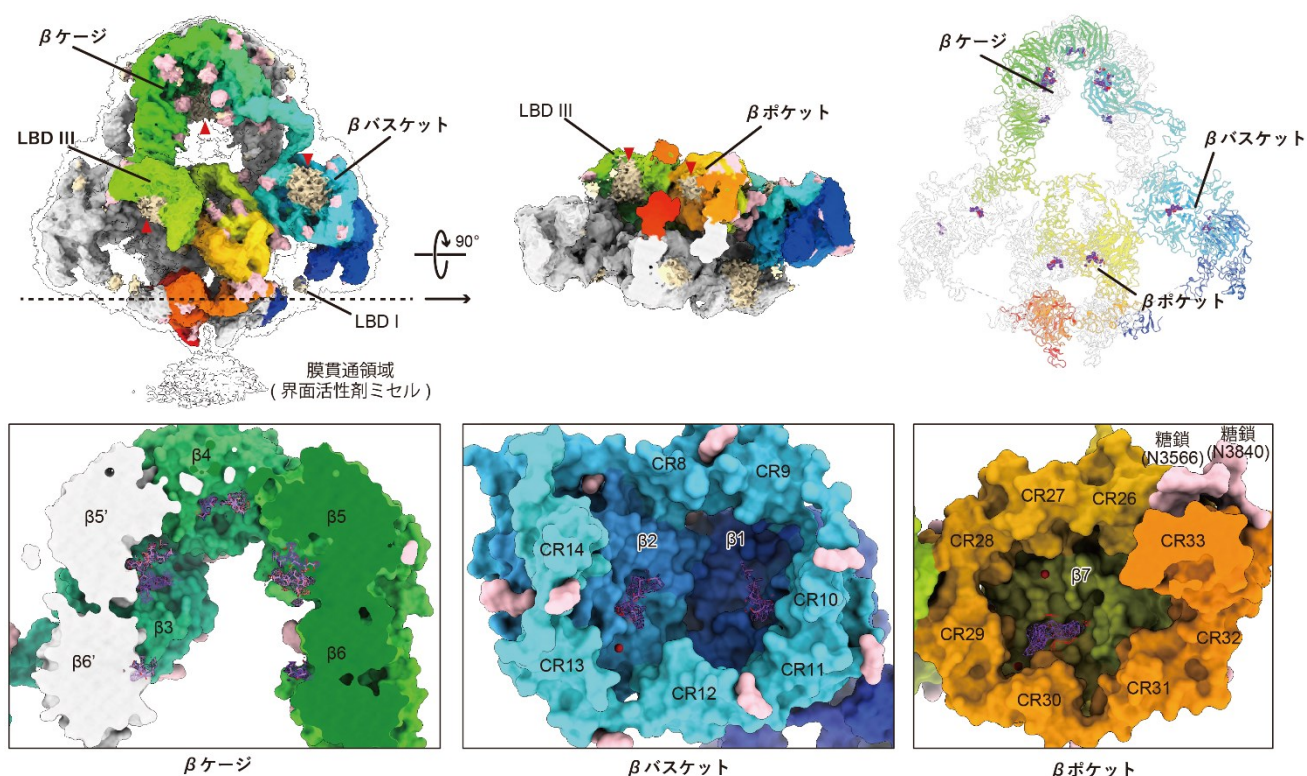 βケージ
LBD III
βバスケット
90°
LBD I
膜貫通領域
(界面活性剤ミセル)
LBD III
βポケット
βケージ
βバスケット
βポケット
β4
β5’
β5
β3
β6’
β6
βケージ
CR8
CR9
CR14
β2
β1
CR10
CR13
CR12
CR11
βバスケット
糖鎖
(N3566)
糖鎖
(N3840)
CR27
CR26
CR28
CR33
β7
CR29
CR32
CR30
CR31
βポケット